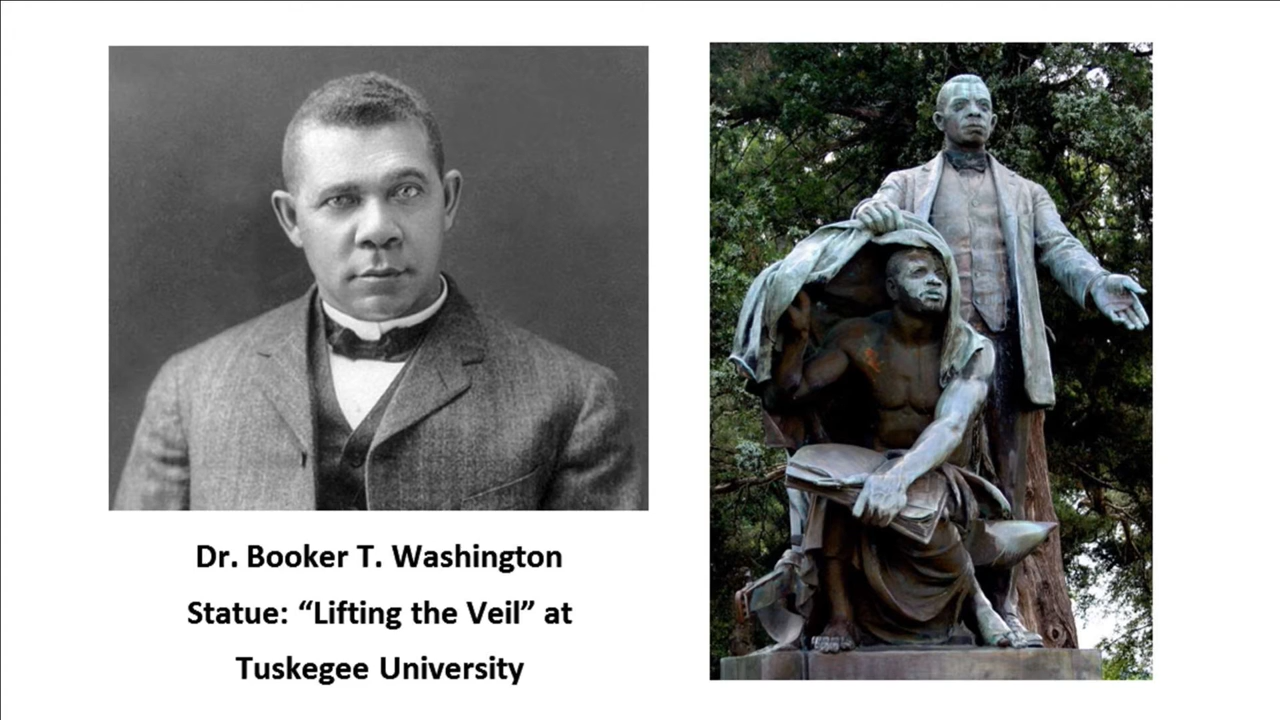 Dr. Booker T. Washington
Statue: “Lifting the Veil” at
Tuskegee University